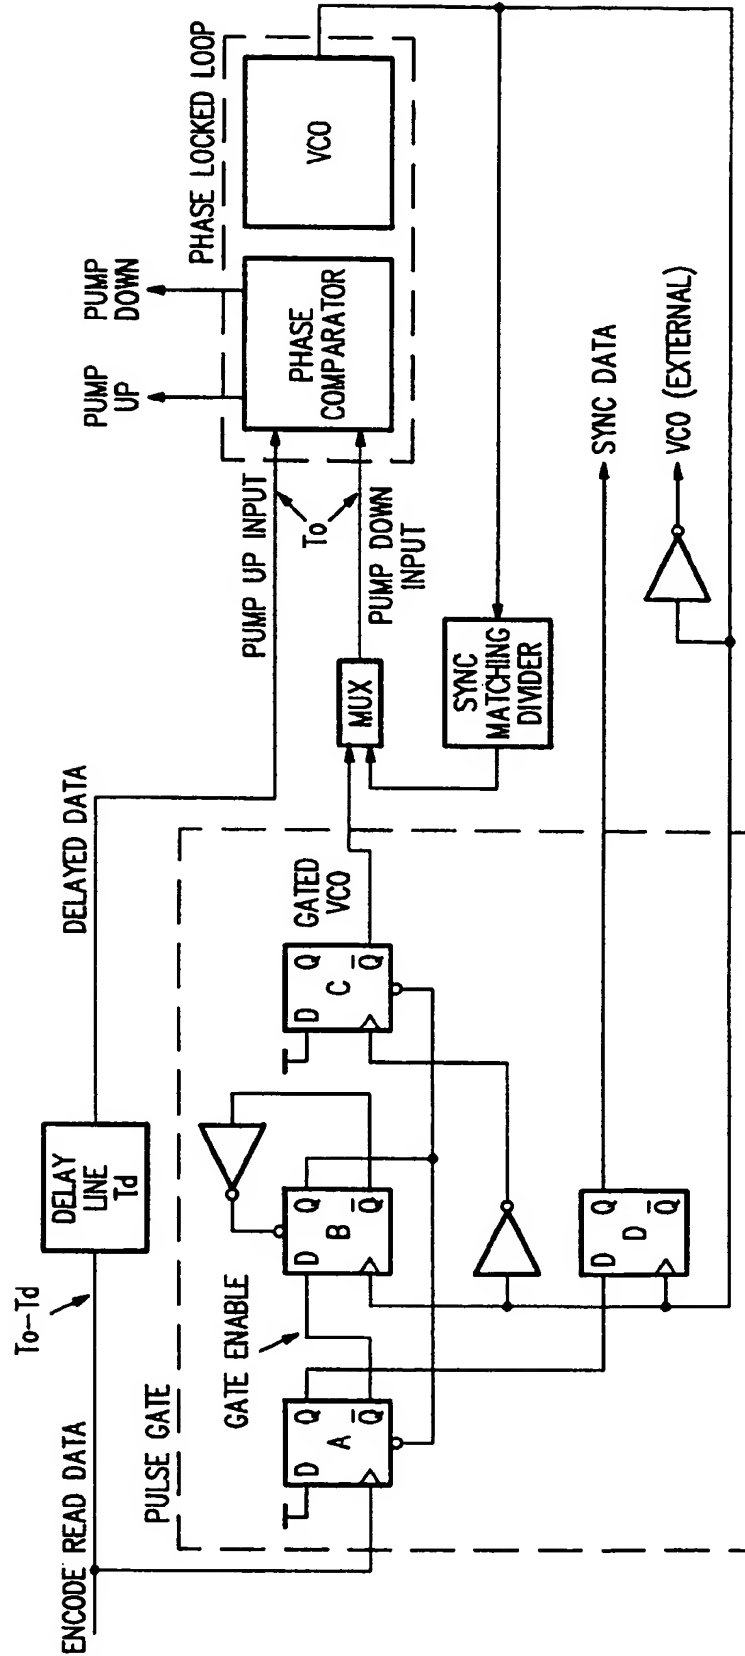 ENCODE READ DATA
To-Td
DELAY
LINE
Td
DELAYED DATA
PUMP UP INPUT
To
PUMP DOWN
INPUT
PUMP
UP
PUMP
DOWN
PHASE LOCKED LOOP
PHASE
COMPARATOR
VCO
PULSE GATE
GATE ENABLE
D Q
A
Q
D Q
B
Q
D Q
C
Q
GATED
VCO
MUX
SYNC
MATCHING
DIVIDER
D Q
D
Q
SYNC DATA
VCO (EXTERNAL)